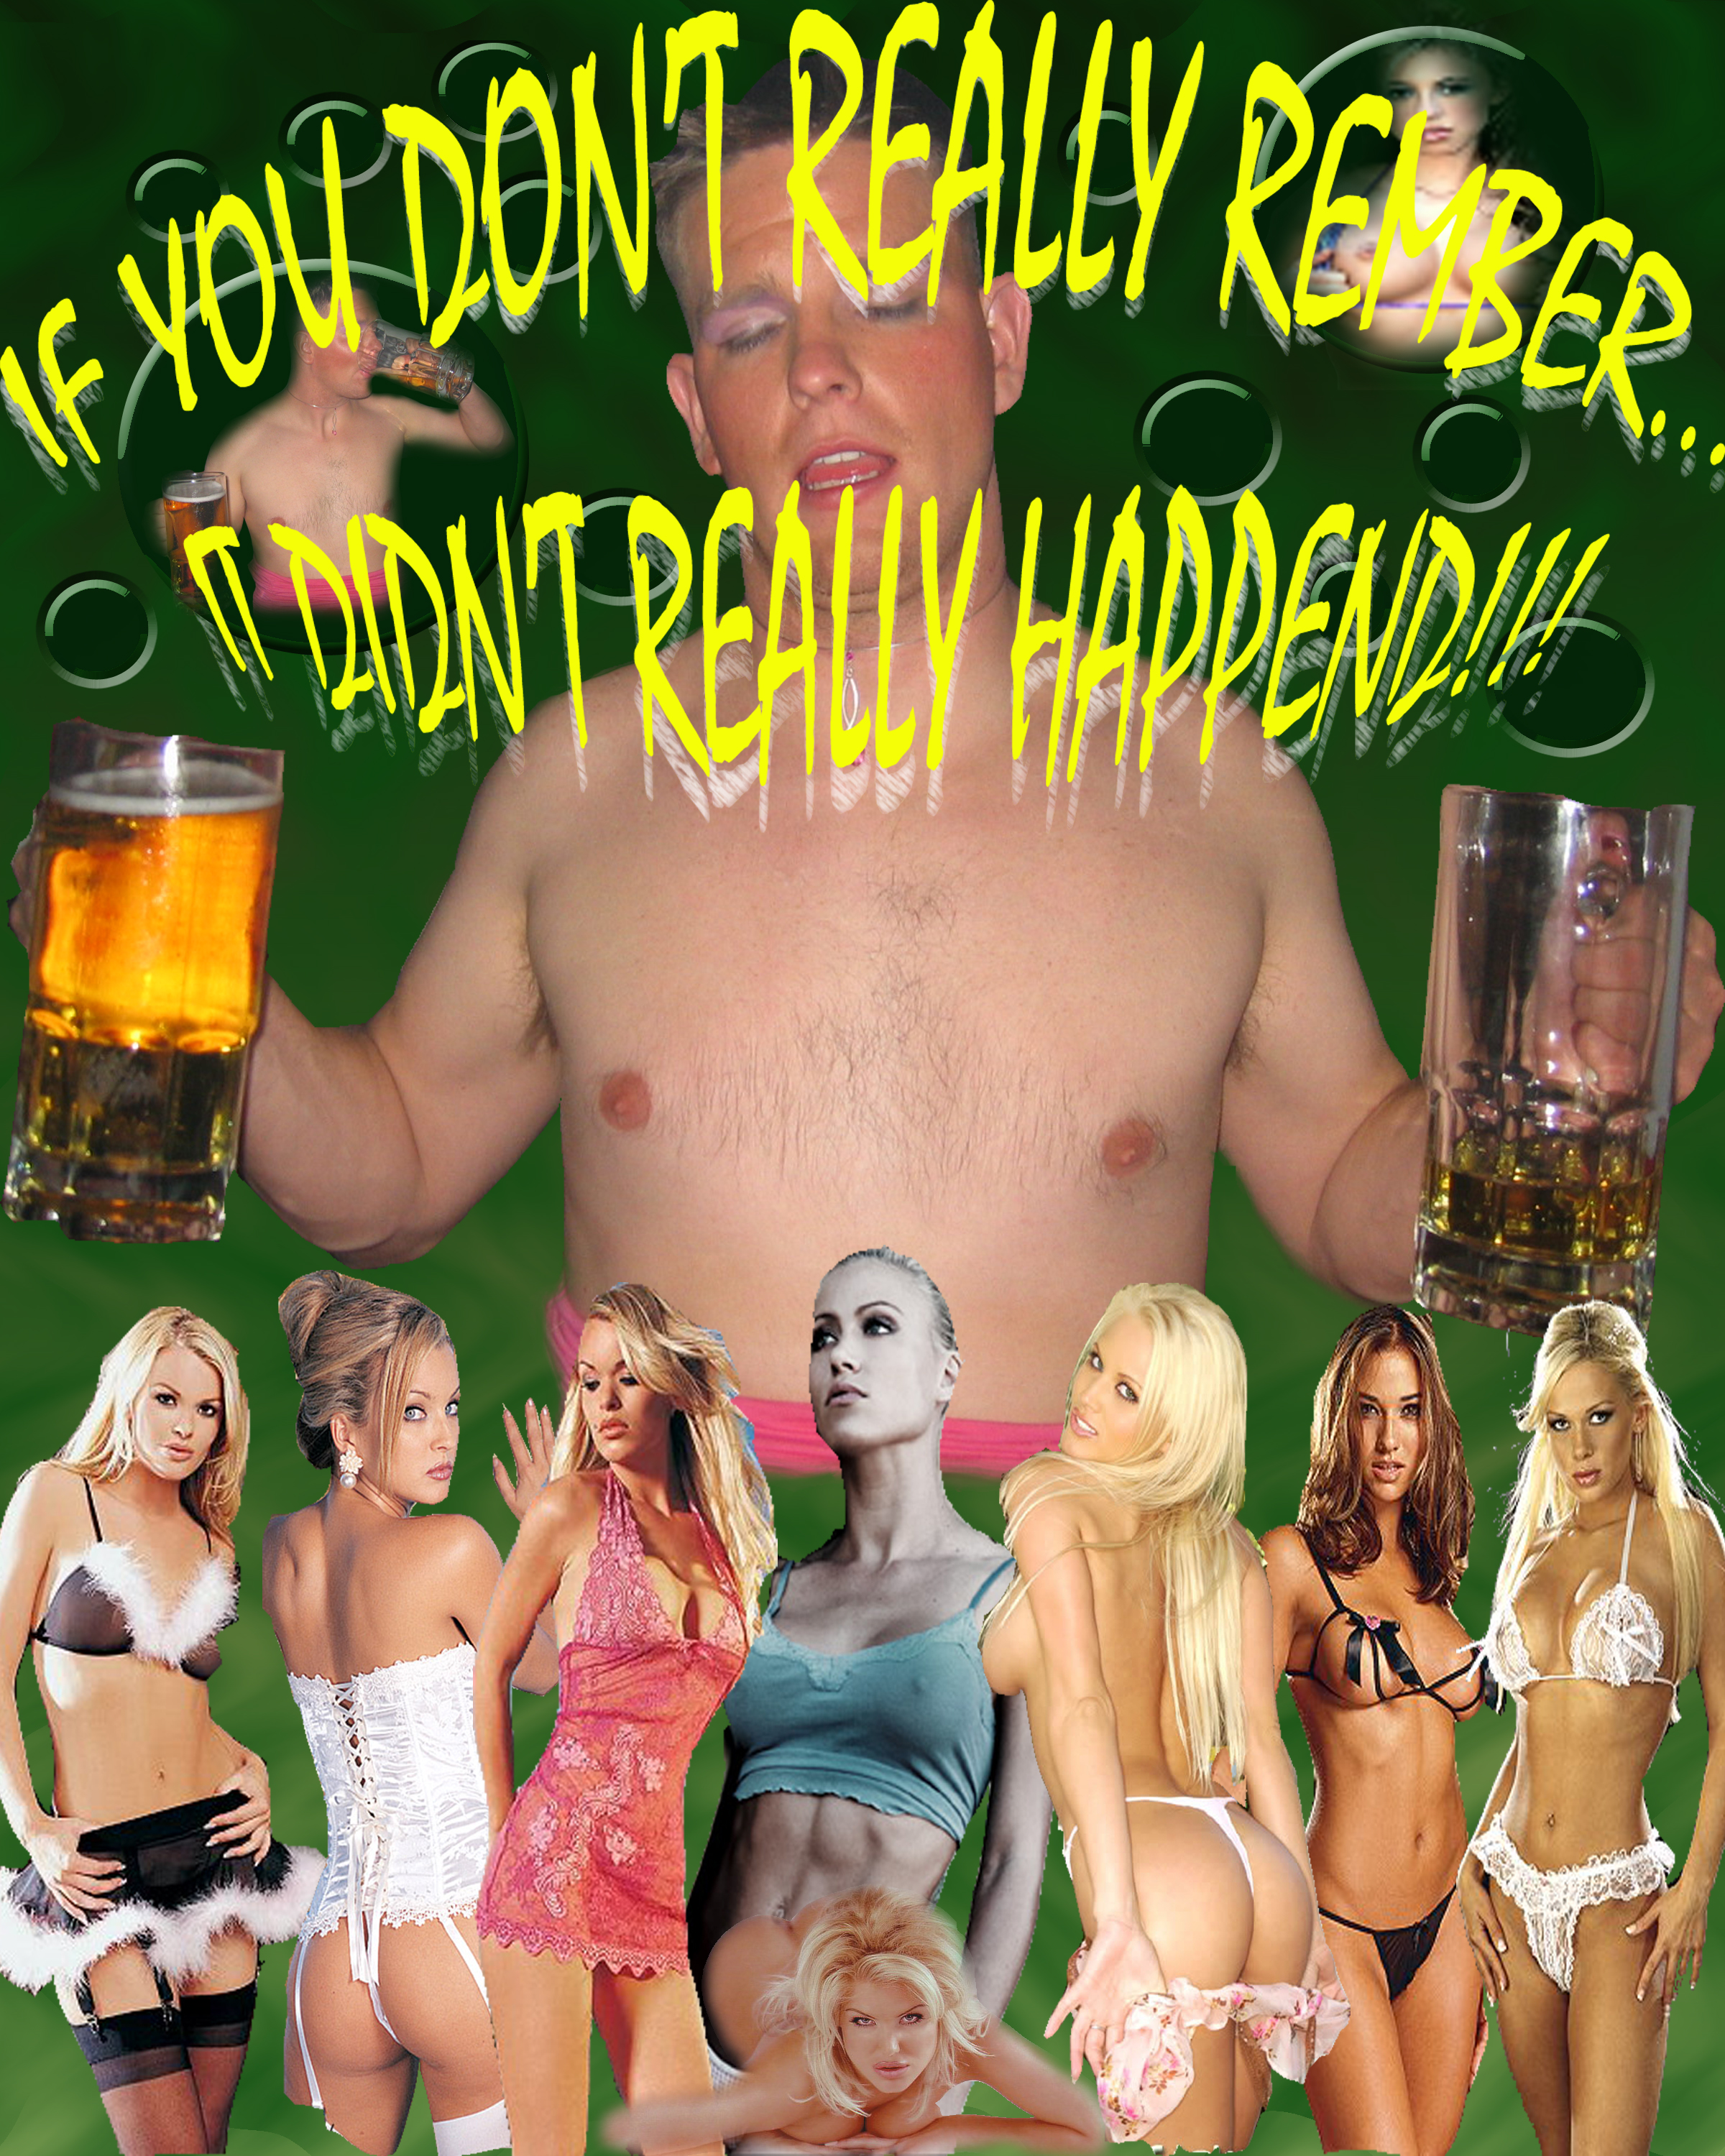 IF YOU DON'T REALLY REMBER...
IT DIDN'T REALLY HAPPEND!!!